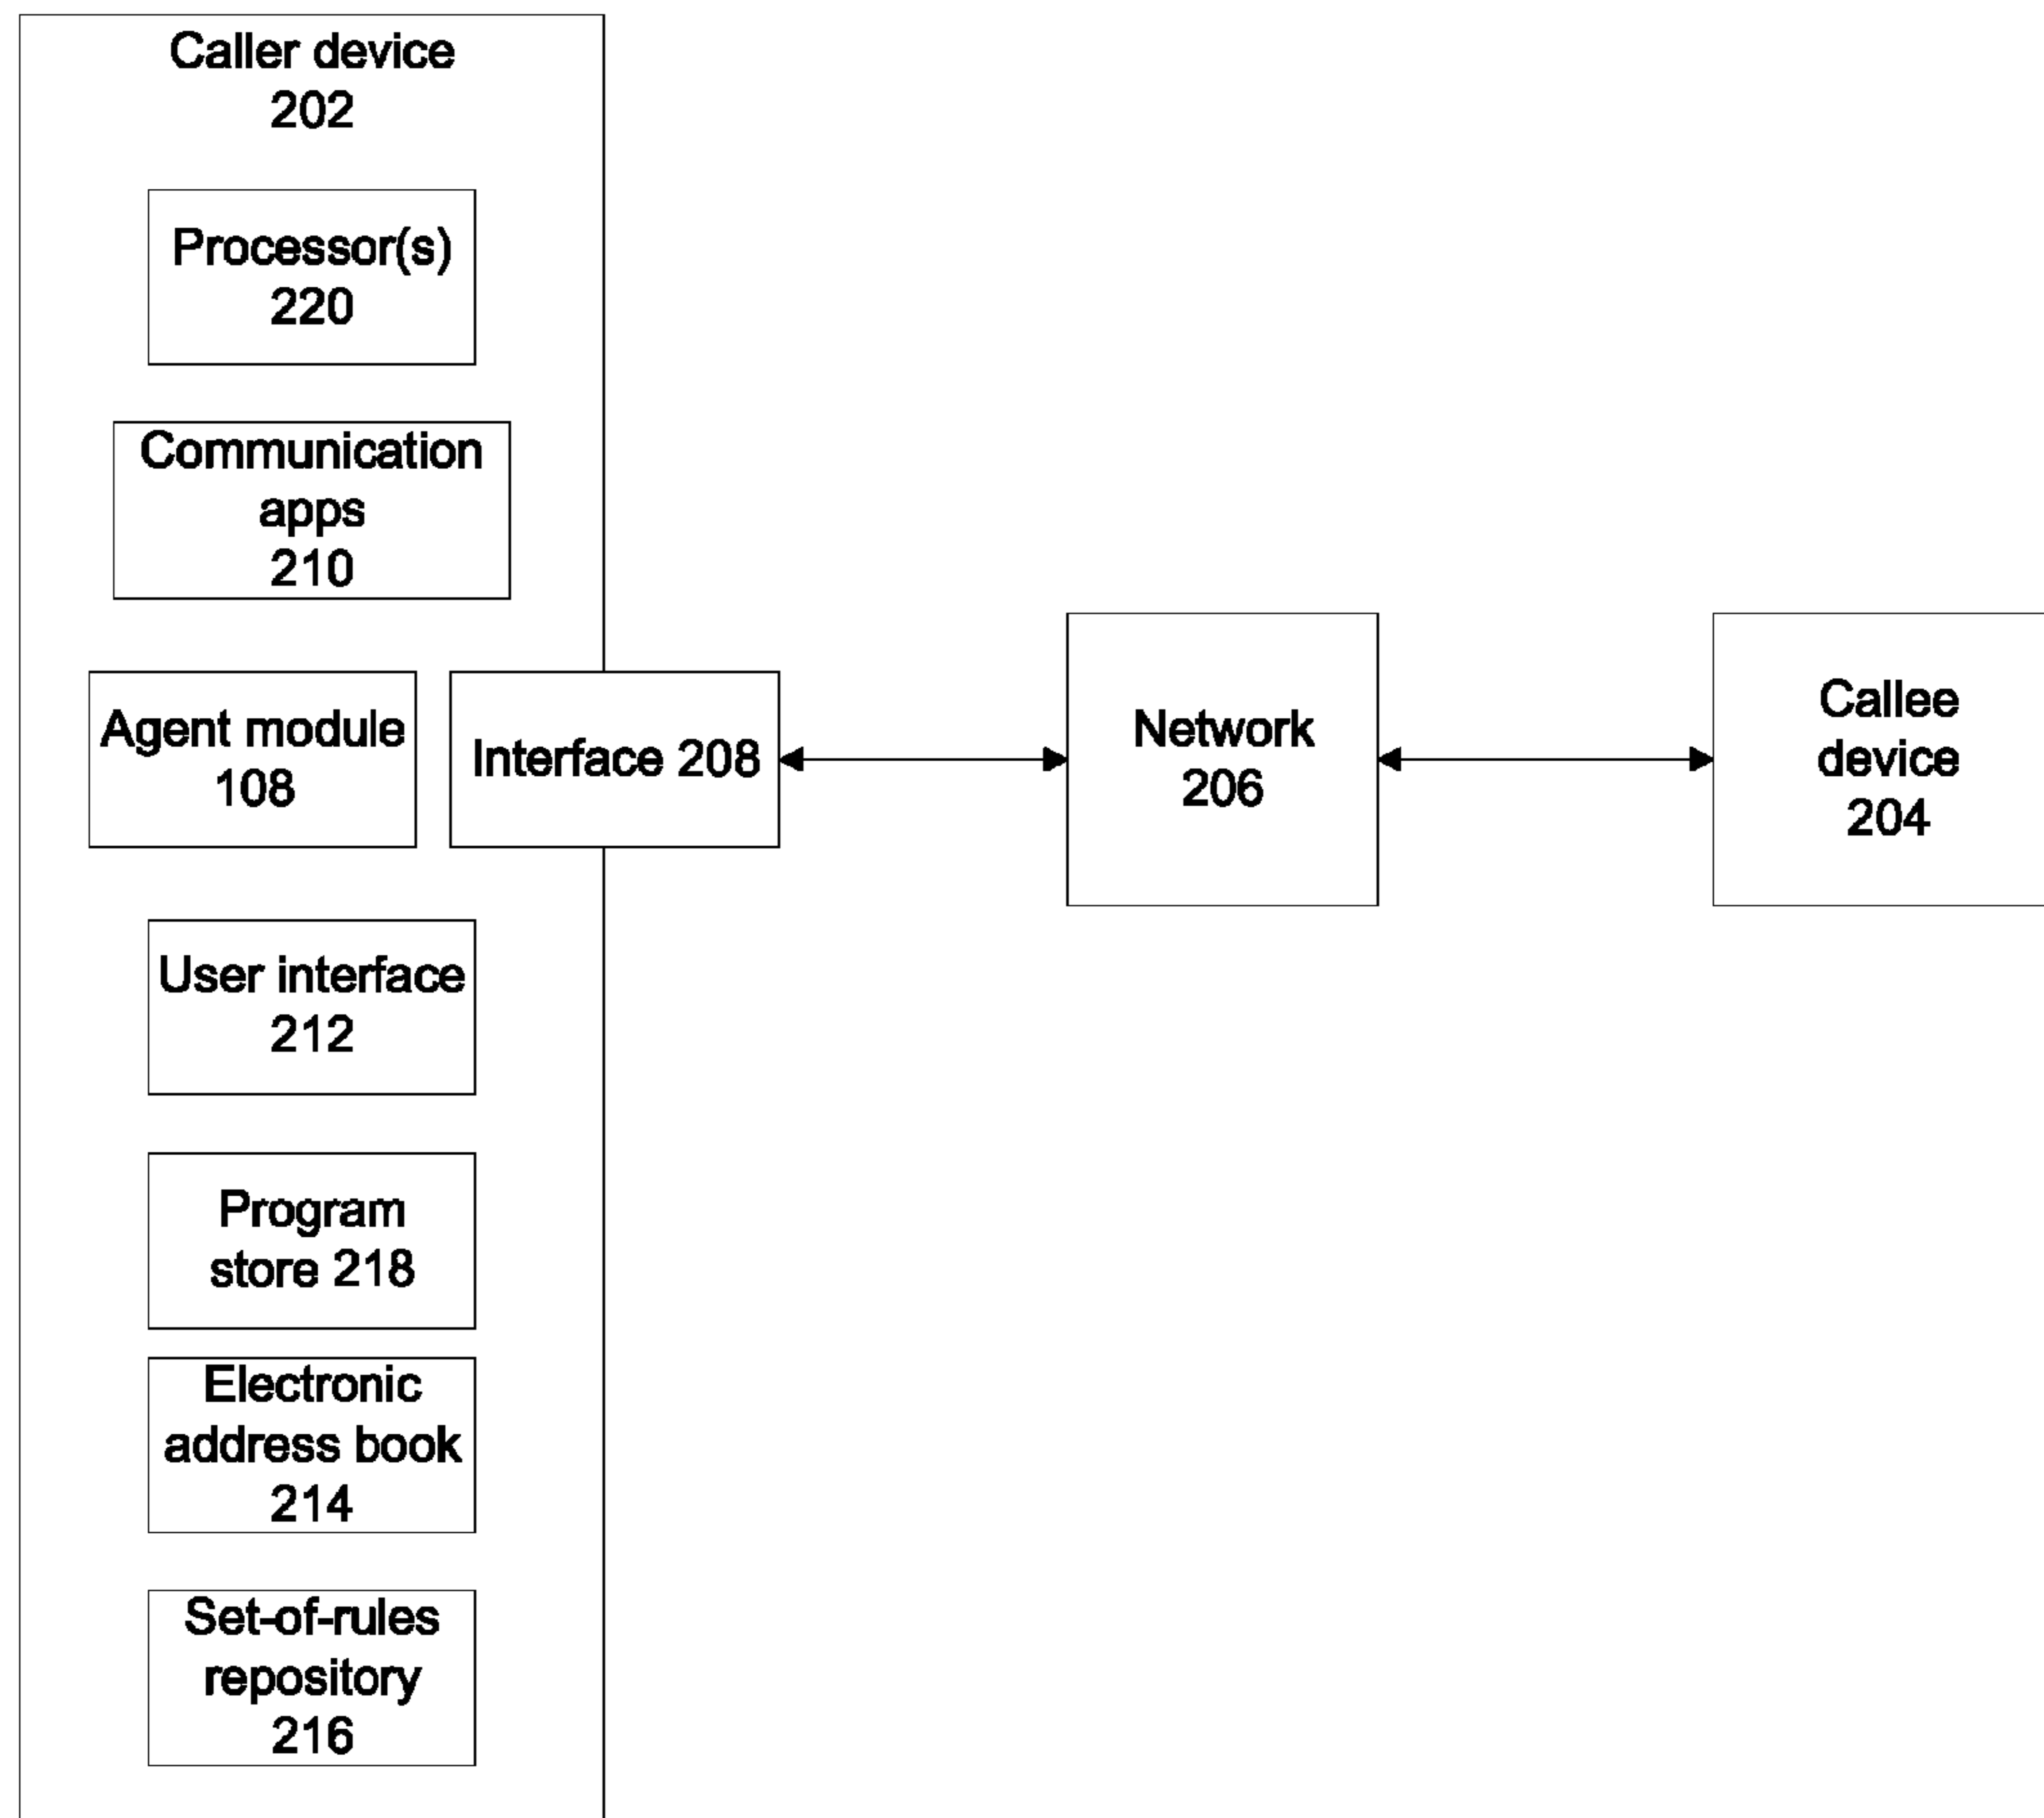 Caller device
202
Processor(s)
220
Communication
apps
210
Agent module
108
Interface 208
Network
206
Callee
device
204
User interface
212
Program
store 218
Electronic
address book
214
Set-of-rules
repository
216